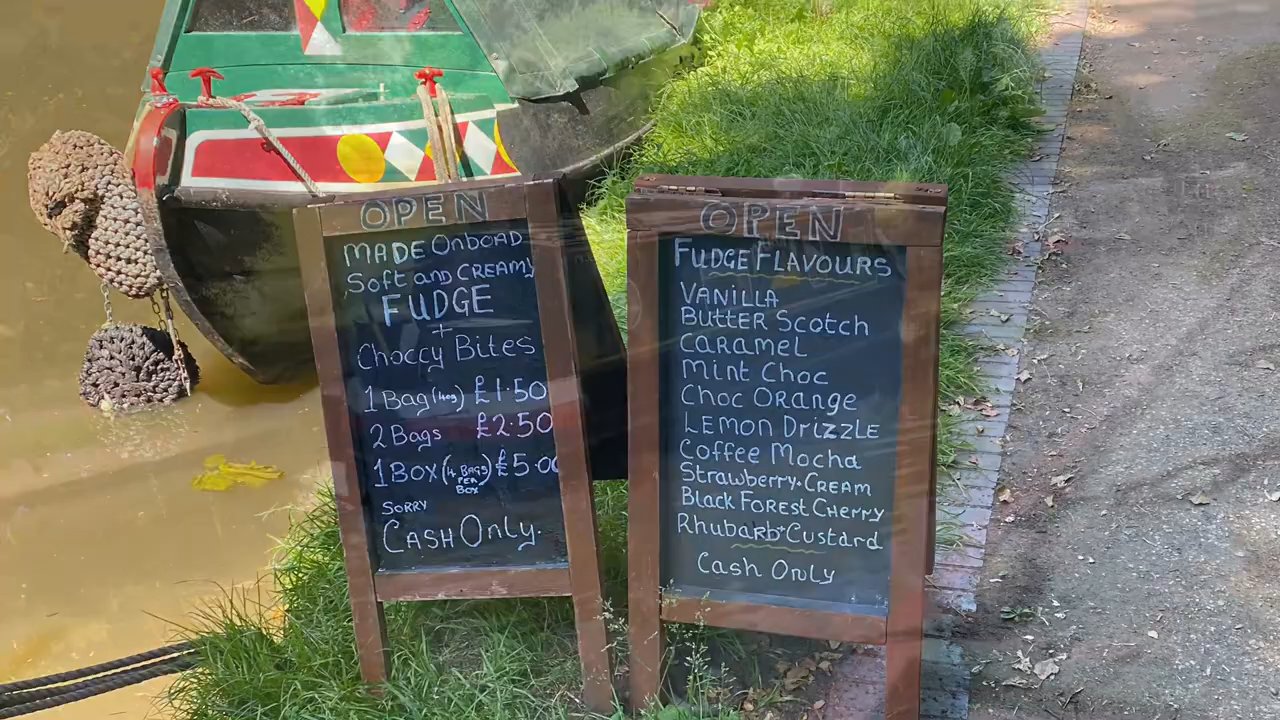 OPEN
MADE OnBOARD
Soft and CREAMY
FUDGE
+
Choccy Bites
1 Bag (140g) £1.50
2 Bags £2.50
1 Box (4 BAGS PER BOX) £5.00
SORRY
CASH Only.
OPEN
FUDGE FLAVOURS
VANILLA
BUTTER Scotch
CARAMEL
Mint Choc
Choc ORange
LEMON DRIZZLE
Coffee Mocha
Strawberry+CREAM
Black Forest Cherry
Rhubarb+Custard
Cash Only